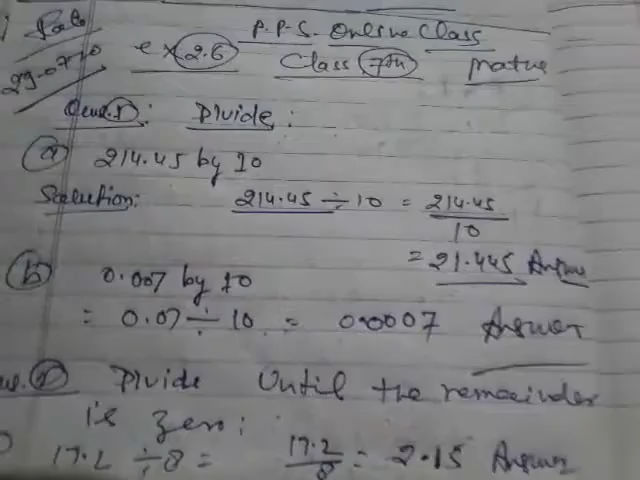 P.P.S. Online Class
29-07-20 ex 2.6 Class 7th Maths
Ques.1: Divide:
(a) 214.45 by 10
Solution: 214.45 ÷ 10 = 214.45 / 10
= 21.445 Answer
(b) 0.007 by 10
= 0.07 ÷ 10 = 0.0007 Answer
Divide Until the remainder
is zero:
17.2 ÷ 8 = 17.2 / 8 = 2.15 Answer